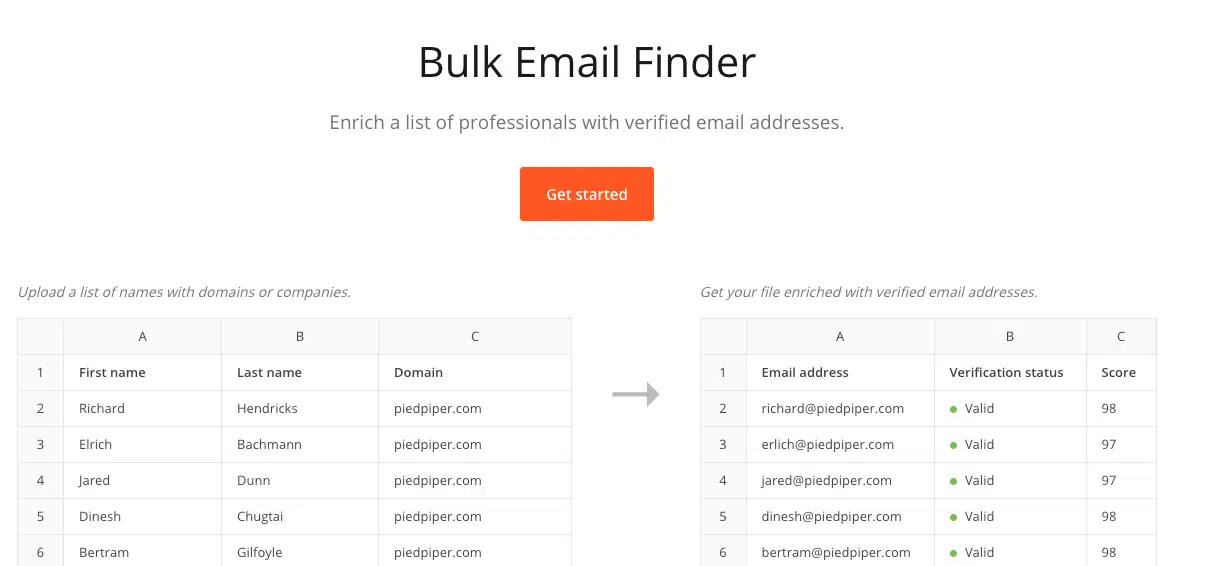 Bulk Email Finder
Enrich a list of professionals with verified email addresses.
Get started
Upload a list of names with domains or companies.
A B C
1 First name Last name Domain
2 Richard Hendricks piedpiper.com
3 Elrich Bachmann piedpiper.com
4 Jared Dunn piedpiper.com
5 Dinesh Chugtai piedpiper.com
6 Bertram Gilfoyle piedpiper.com
Get your file enriched with verified email addresses.
A B C
1 Email address Verification status Score
2 richard@piedpiper.com Valid 98
3 erlich@piedpiper.com Valid 97
4 jared@piedpiper.com Valid 97
5 dinesh@piedpiper.com Valid 98
6 bertram@piedpiper.com Valid 98